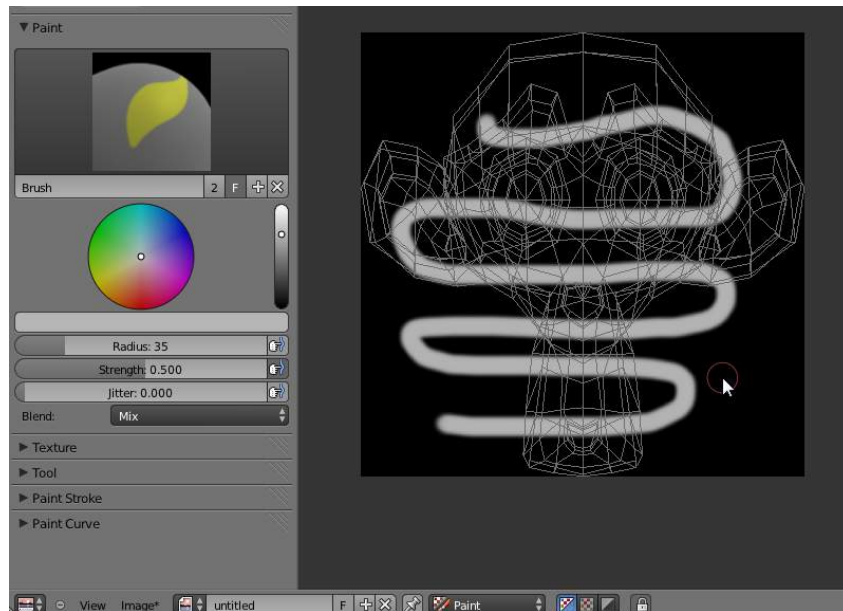 Paint
Brush 2 F
Radius: 35
Strength: 0.500
Jitter: 0.000
Blend: Mix
Texture
Tool
Paint Stroke
Paint Curve
View Image* untitled F Paint